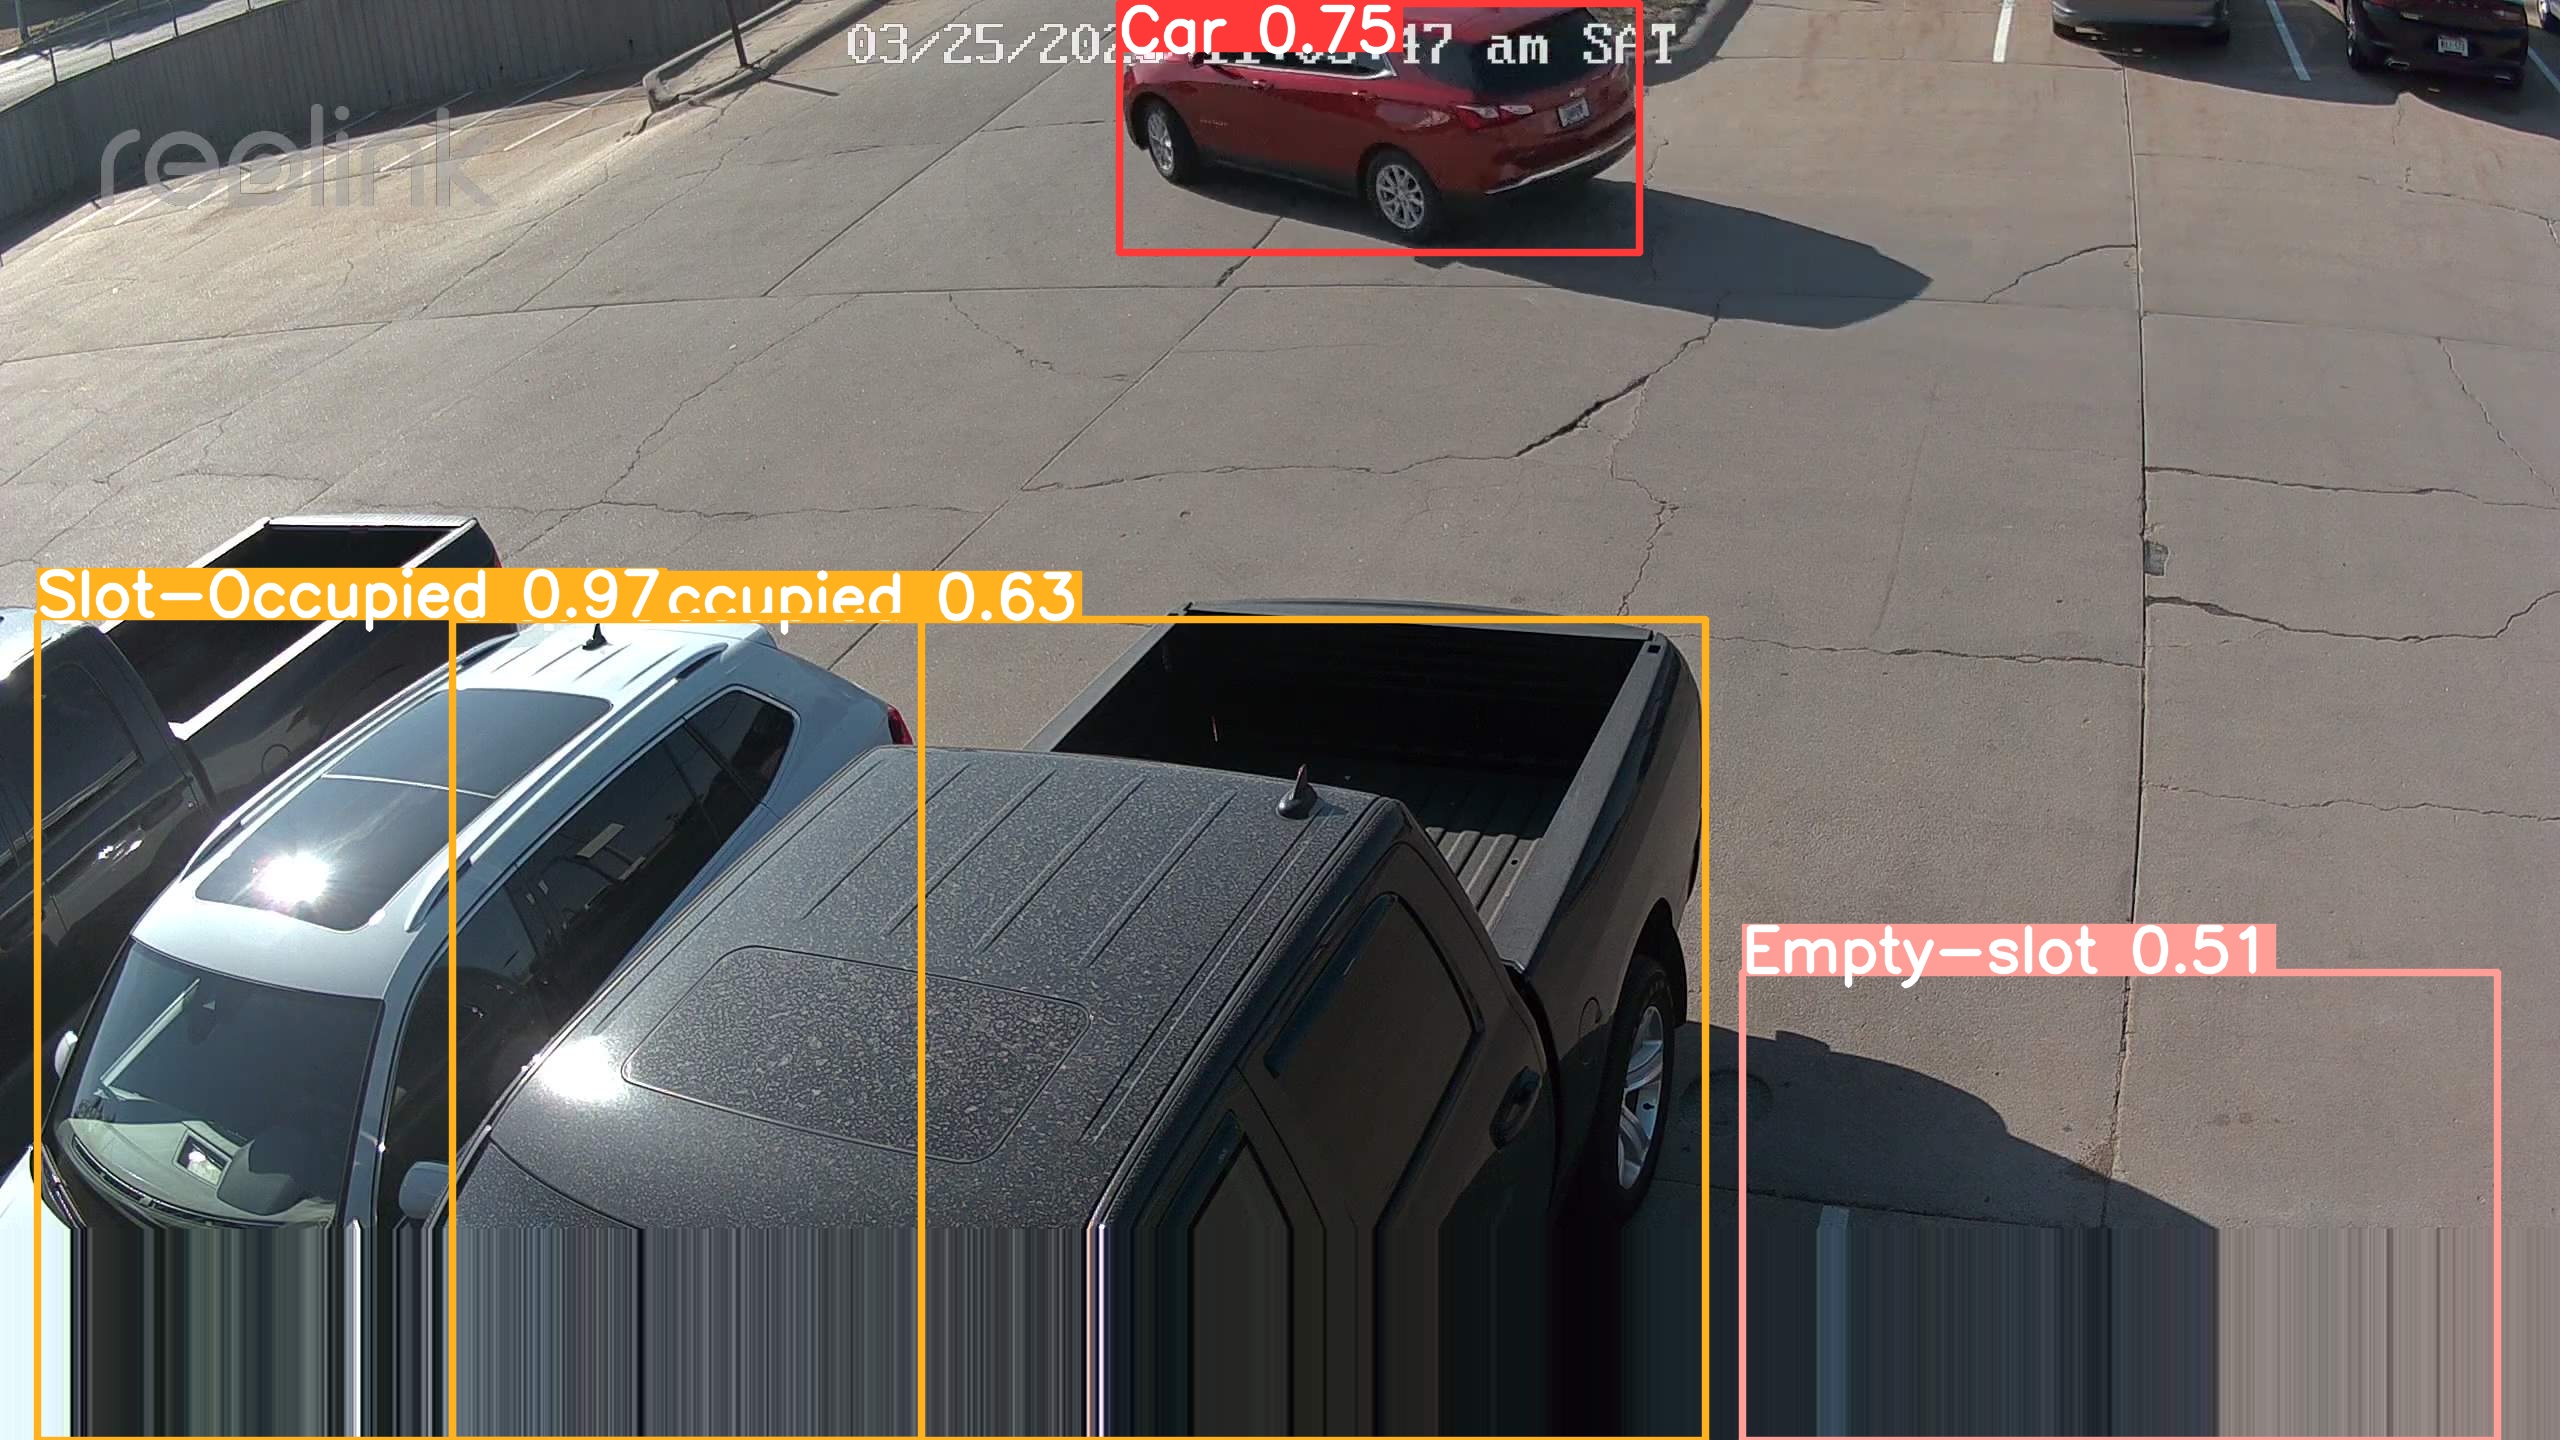 Car 0.75
03/25/202 47 am SAT
reolink
Slot-Occupied 0.97 ccupied 0.63
Empty-slot 0.51